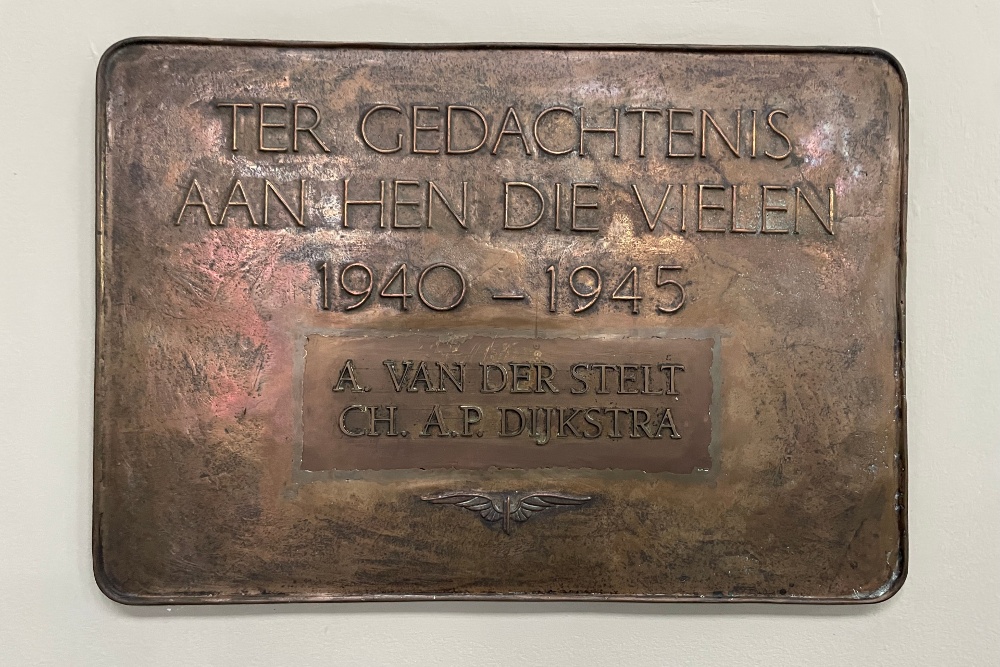 TER GEDACHTENIS
AAN HEN DIE VIELEN
1940 – 1945
A. VAN DER STELT
CH. A.P. DIJKSTRA